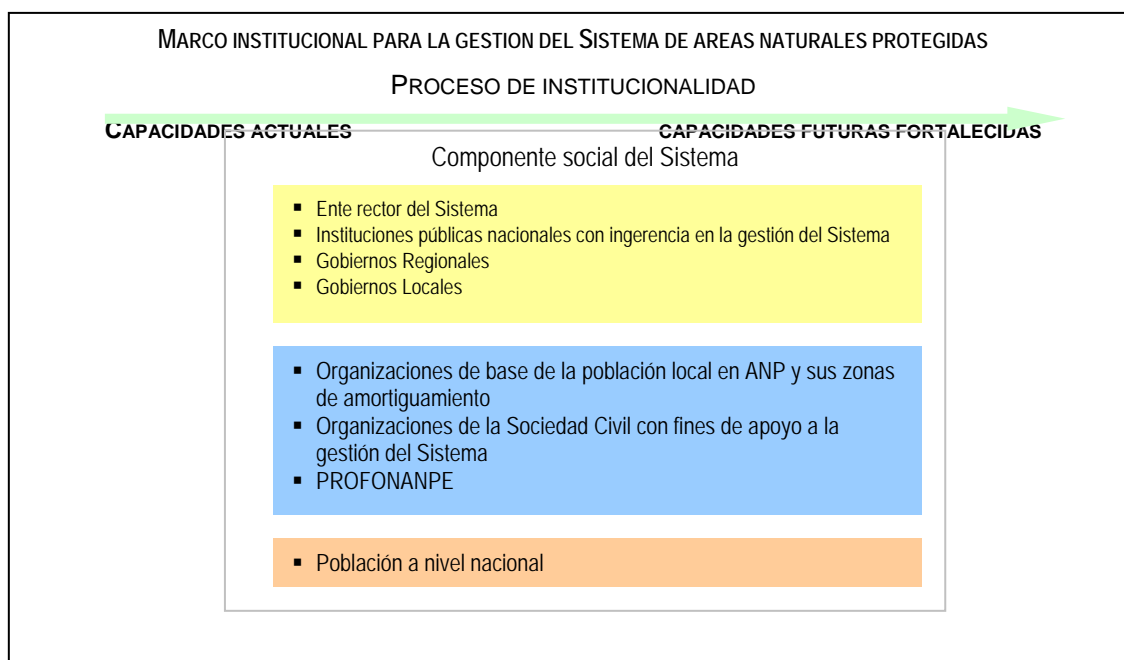 MARCO INSTITUCIONAL PARA LA GESTION DEL SISTEMA DE AREAS NATURALES PROTEGIDAS
PROCESO DE INSTITUCIONALIDAD
CAPACIDADES ACTUALES CAPACIDADES FUTURAS FORTALECIDAS
Componente social del Sistema
▪ Ente rector del Sistema
▪ Instituciones públicas nacionales con ingerencia en la gestión del Sistema
▪ Gobiernos Regionales
▪ Gobiernos Locales
▪ Organizaciones de base de la población local en ANP y sus zonas
de amortiguamiento
▪ Organizaciones de la Sociedad Civil con fines de apoyo a la
gestión del Sistema
▪ PROFONANPE
▪ Población a nivel nacional